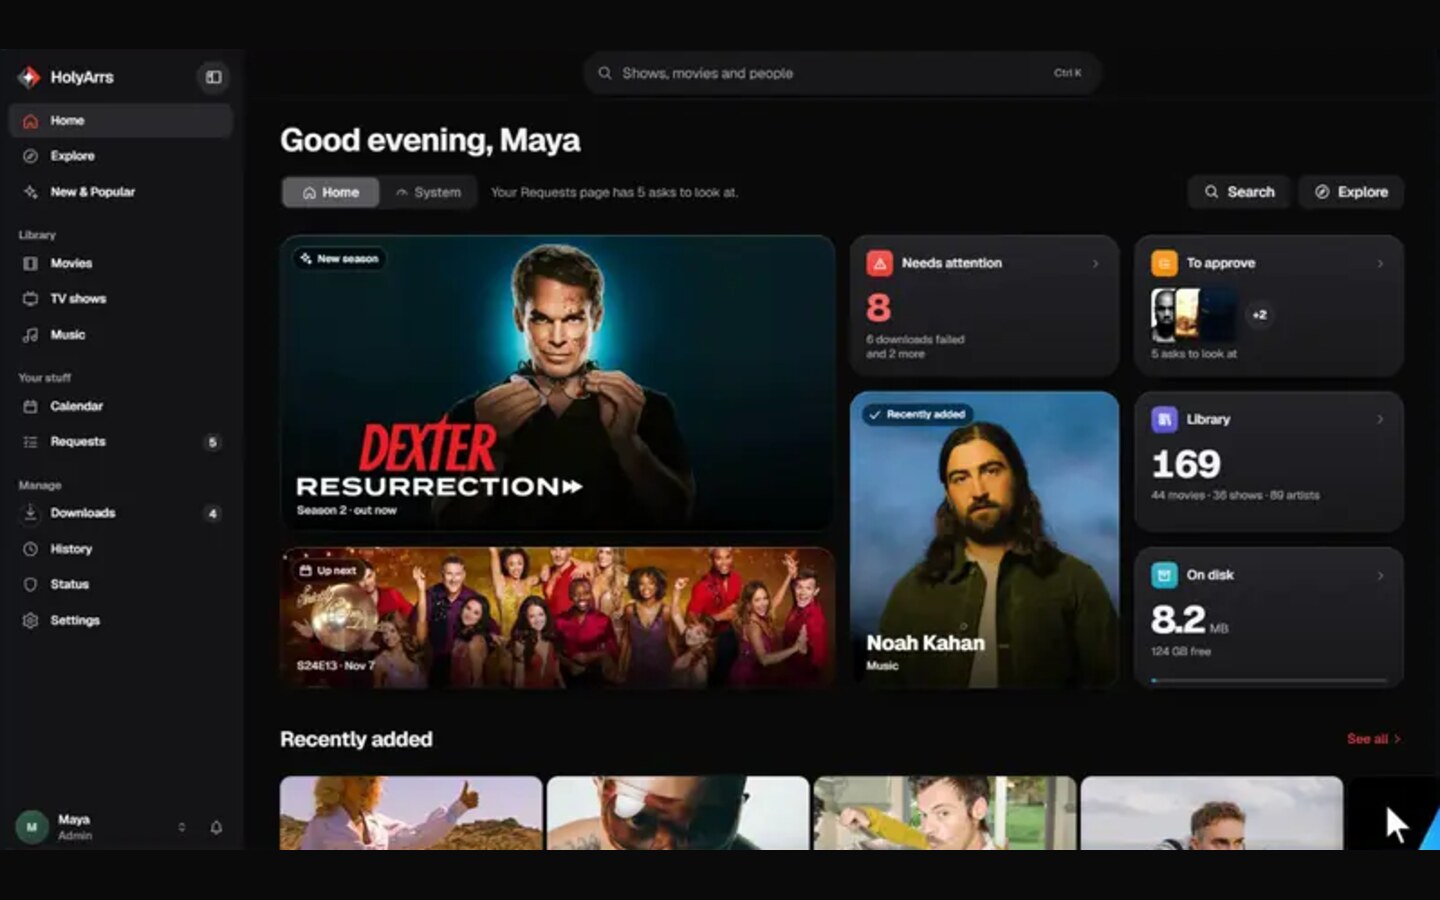 HolyArrs
Shows, movies and people
Ctrl K
Home
Explore
New & Popular
Library
Movies
TV shows
Music
Your stuff
Calendar
Requests
5
Manage
Downloads
4
History
Status
Settings
M
Maya
Admin
Good evening, Maya
Home
System
Your Requests page has 5 asks to look at.
Search
Explore
New season
DEXTER
RESURRECTION
Season 2 · out now
Needs attention
8
6 downloads failed
and 2 more
To approve
+2
5 asks to look at
Up next
S24E13 · Nov 7
Recently added
Noah Kahan
Music
Library
169
44 movies · 36 shows · 89 artists
On disk
8.2 MB
124 GB free
Recently added
See all